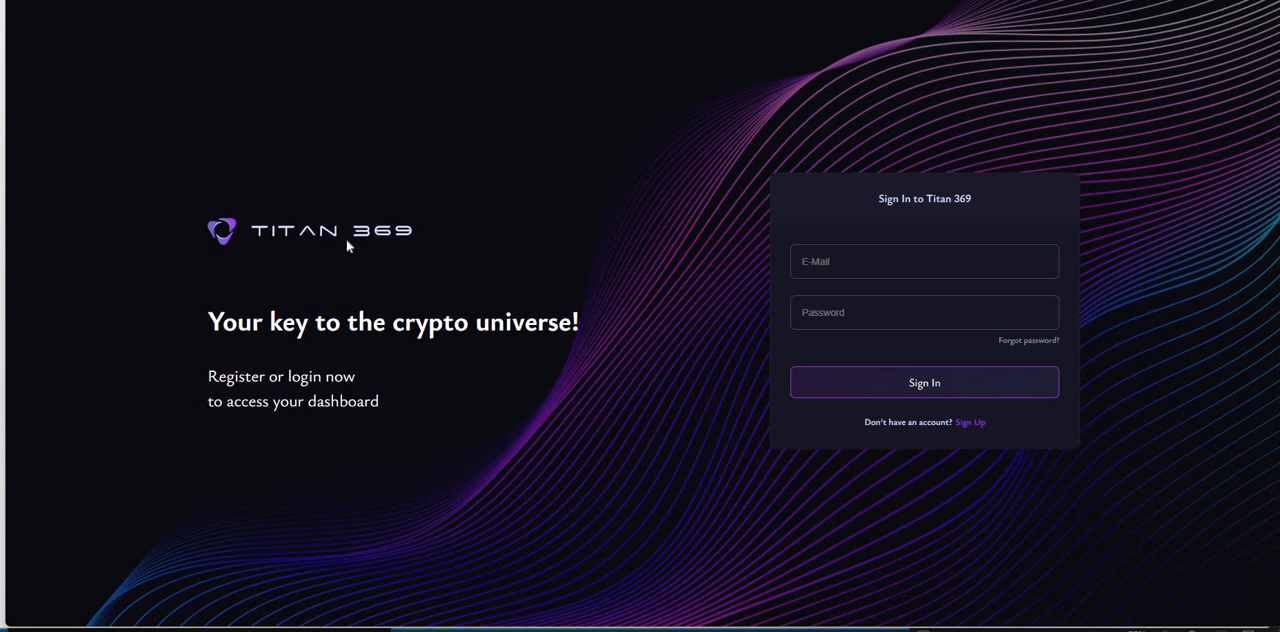 TITAN 369
Your key to the crypto universe!
Register or login now
to access your dashboard
Sign In to Titan 369
E-Mail
Password
Forgot password?
Sign In
Don't have an account? Sign Up